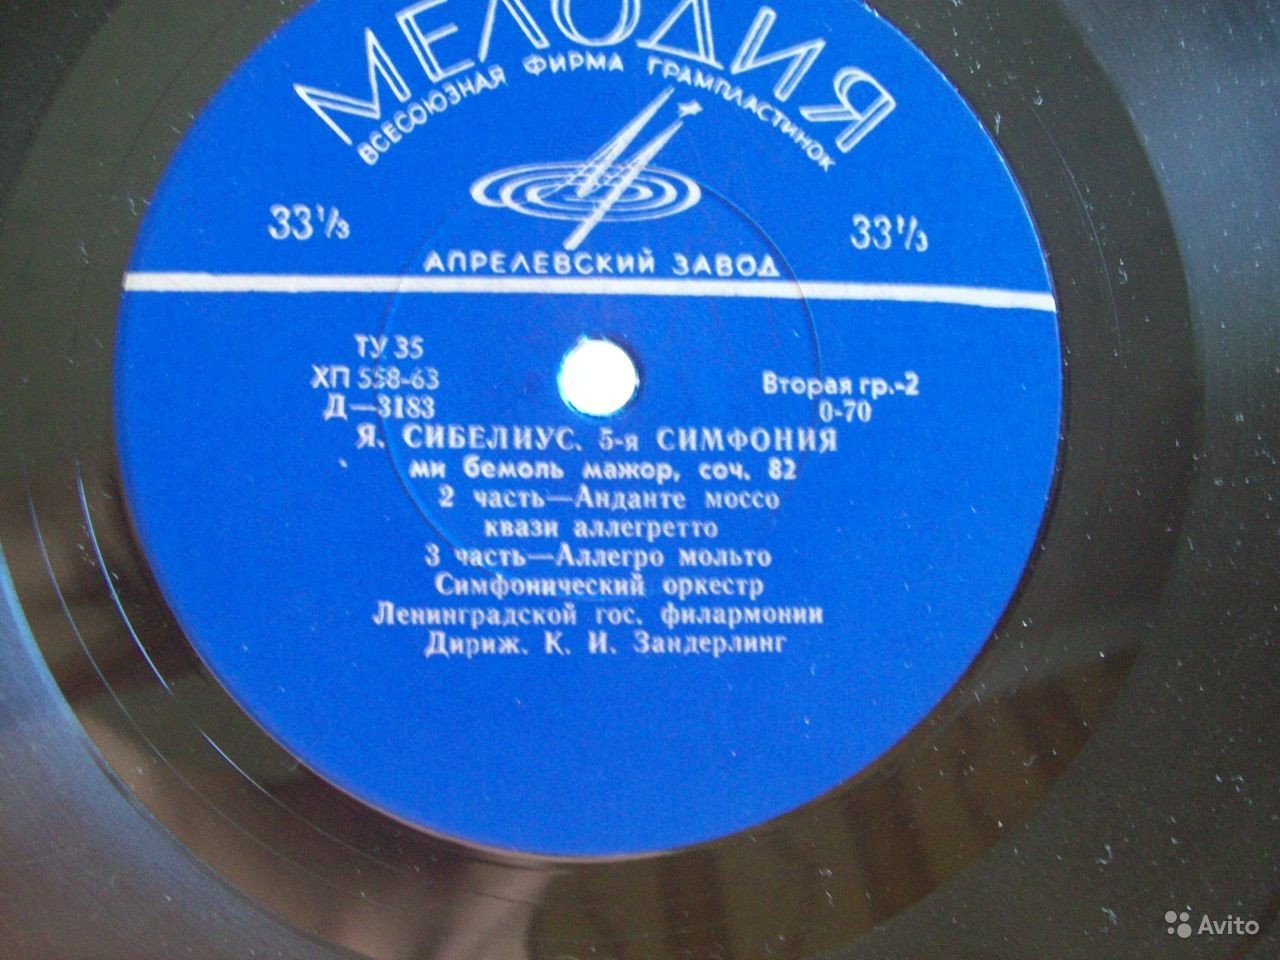 МЕЛОДИЯ
ВСЕСОЮЗНАЯ ФИРМА ГРАМПЛАСТИНОК
33⅓ 33⅓
АПРЕЛЕВСКИЙ ЗАВОД
ТУ 35
ХП 558-63 Вторая гр.-2
Д—3183 0-70
Я. СИБЕЛИУС. 5-я СИМФОНИЯ
ми бемоль мажор, соч. 82
2 часть—Анданте моссо
квази аллегретто
3 часть—Аллегро мольто
Симфонический оркестр
Ленинградской гос. филармонии
Дириж. К. И. Зандерлинг
Avito